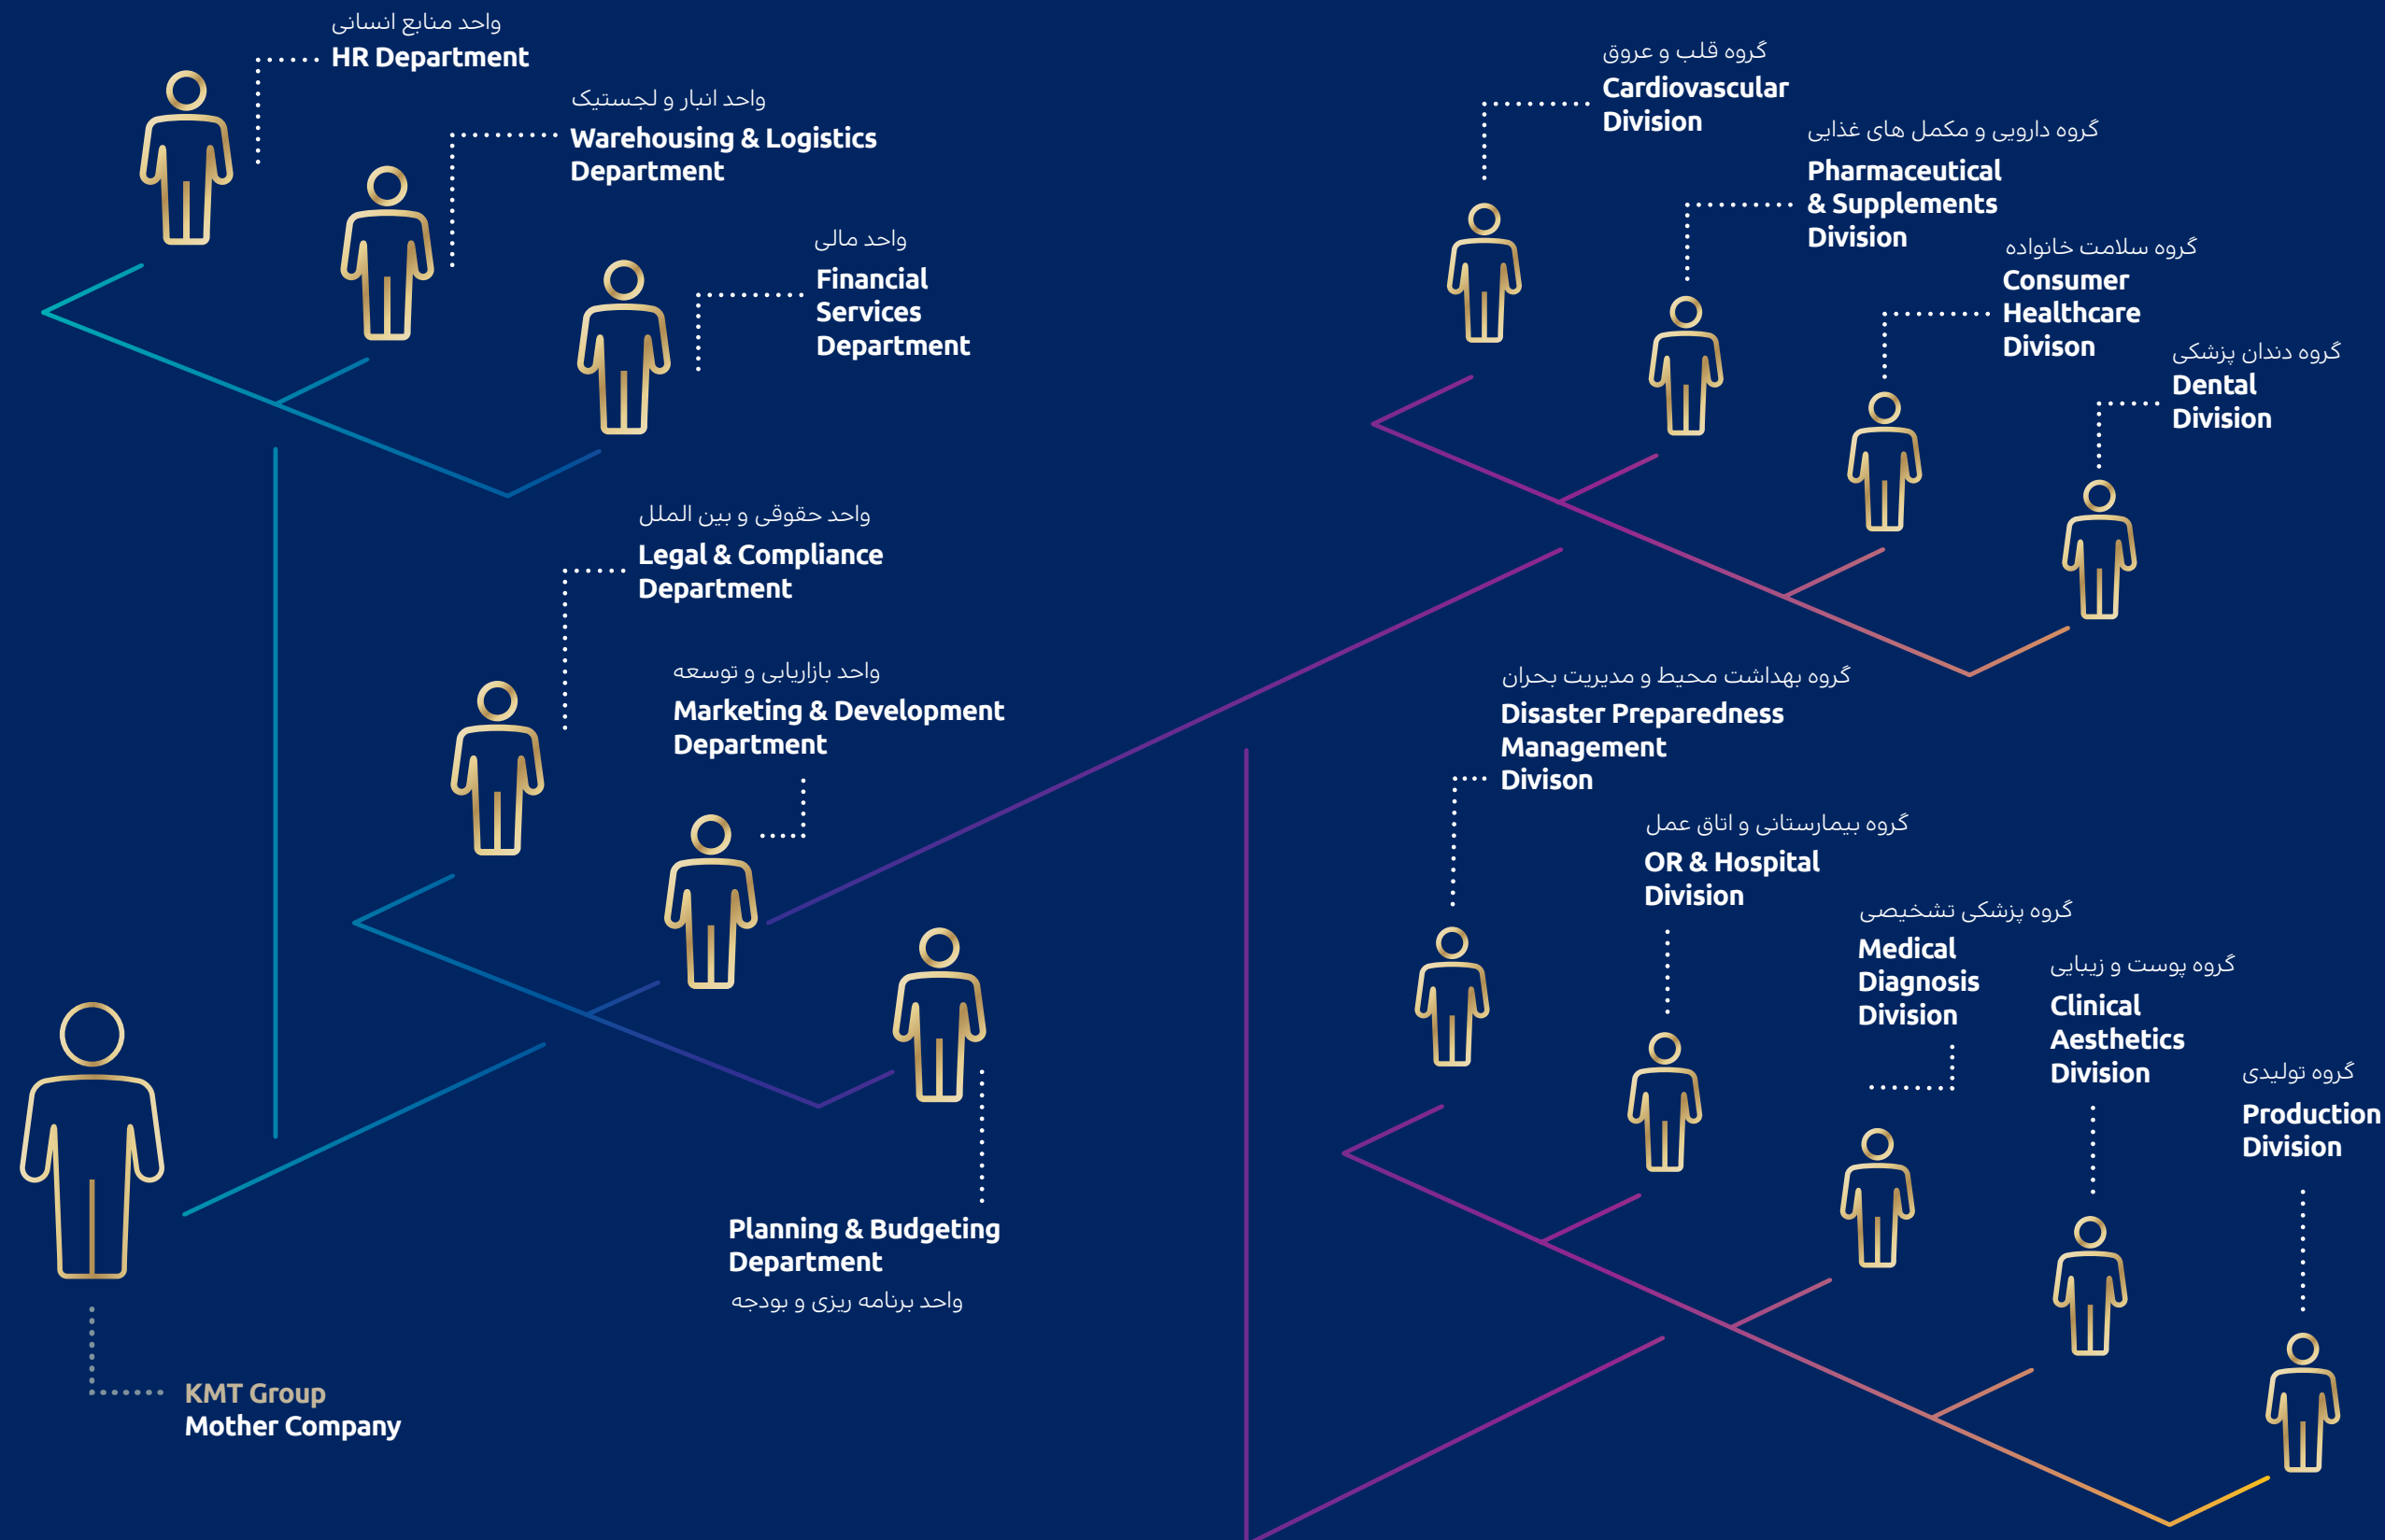 واحد منابع انسانی
HR Department
واحد انبار و لجستیک
Warehousing & Logistics
Department
واحد مالی
Financial
Services
Department
واحد حقوقی و بین الملل
Legal & Compliance
Department
واحد بازاریابی و توسعه
Marketing & Development
Department
Planning & Budgeting
Department
واحد برنامه ریزی و بودجه
KMT Group
Mother Company
گروه قلب و عروق
Cardiovascular
Division
گروه دارویی و مکمل های غذایی
Pharmaceutical
& Supplements
Division
گروه سلامت خانواده
Consumer
Healthcare
Divison
گروه دندان پزشکی
Dental
Division
گروه بهداشت محیط و مدیریت بحران
Disaster Preparedness
Management
Divison
گروه بیمارستانی و اتاق عمل
OR & Hospital
Division
گروه پزشکی تشخیصی
Medical
Diagnosis
Division
گروه پوست و زیبایی
Clinical
Aesthetics
Division
گروه تولیدی
Production
Division